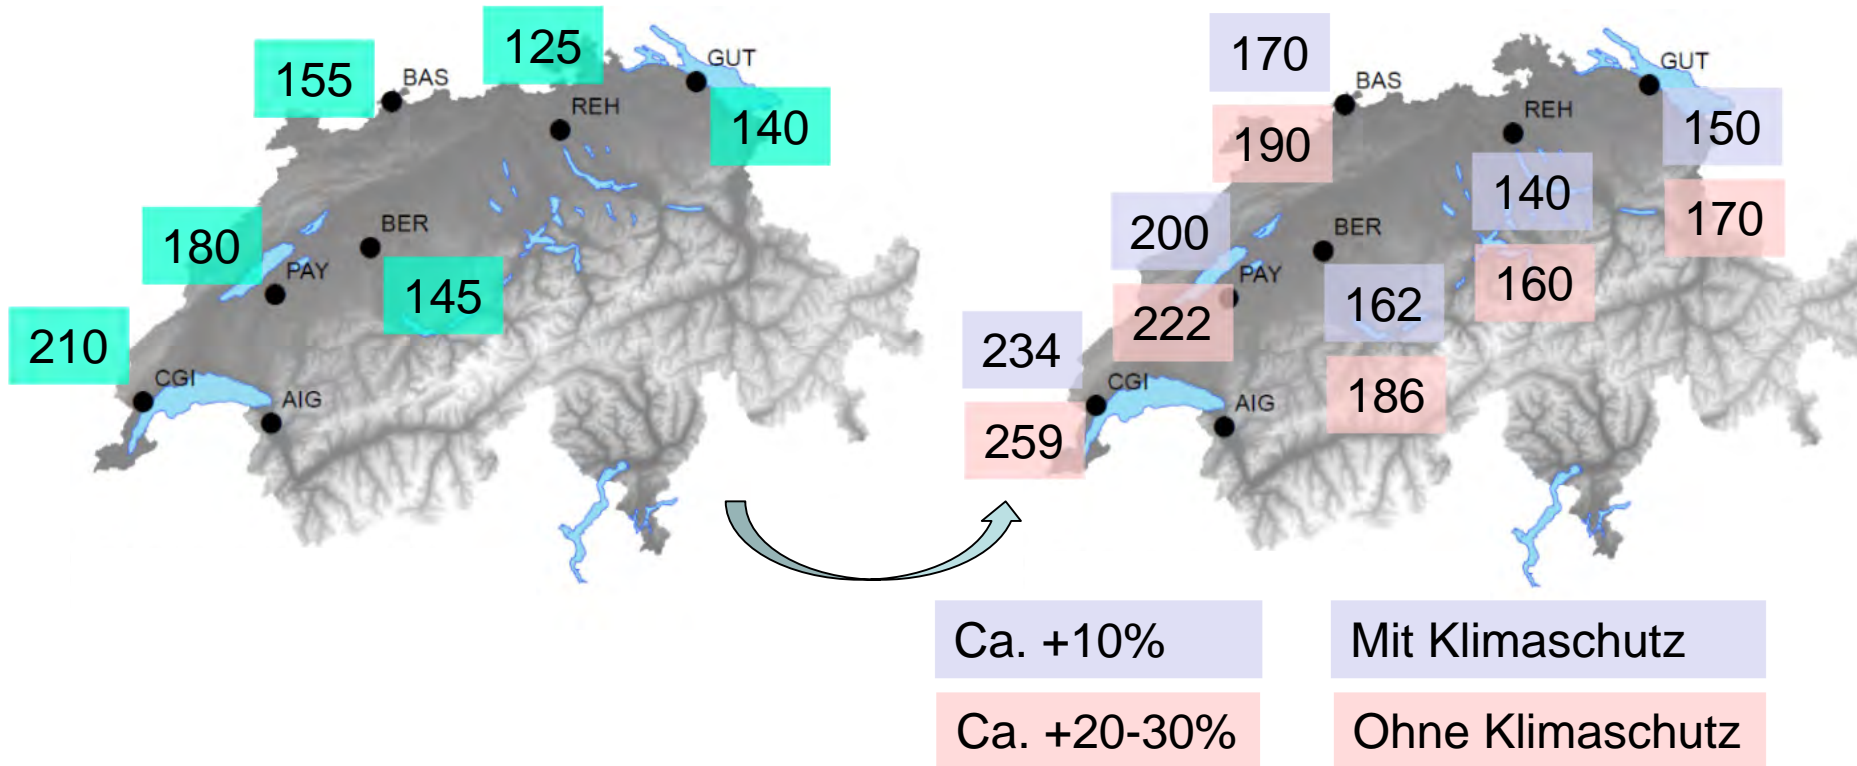 125
GUT
155
BAS
REH
140
180
BER
PAY
145
210
CGI
AIG
170
GUT
BAS
REH
150
190
140
170
200
BER
PAY
160
162
222
234
CGI
186
AIG
259
Ca. +10%
Mit Klimaschutz
Ca. +20-30%
Ohne Klimaschutz